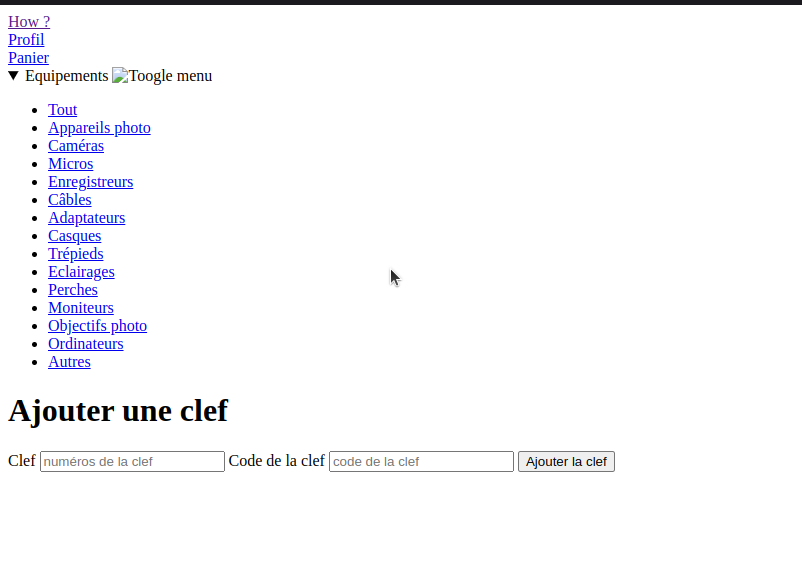 How ?
Profil
Panier
Equipements Toogle menu
Tout
Appareils photo
Caméras
Micros
Enregistreurs
Câbles
Adaptateurs
Casques
Trépieds
Eclairages
Perches
Moniteurs
Objectifs photo
Ordinateurs
Autres
Ajouter une clef
Clef numéros de la clef Code de la clef code de la clef Ajouter la clef